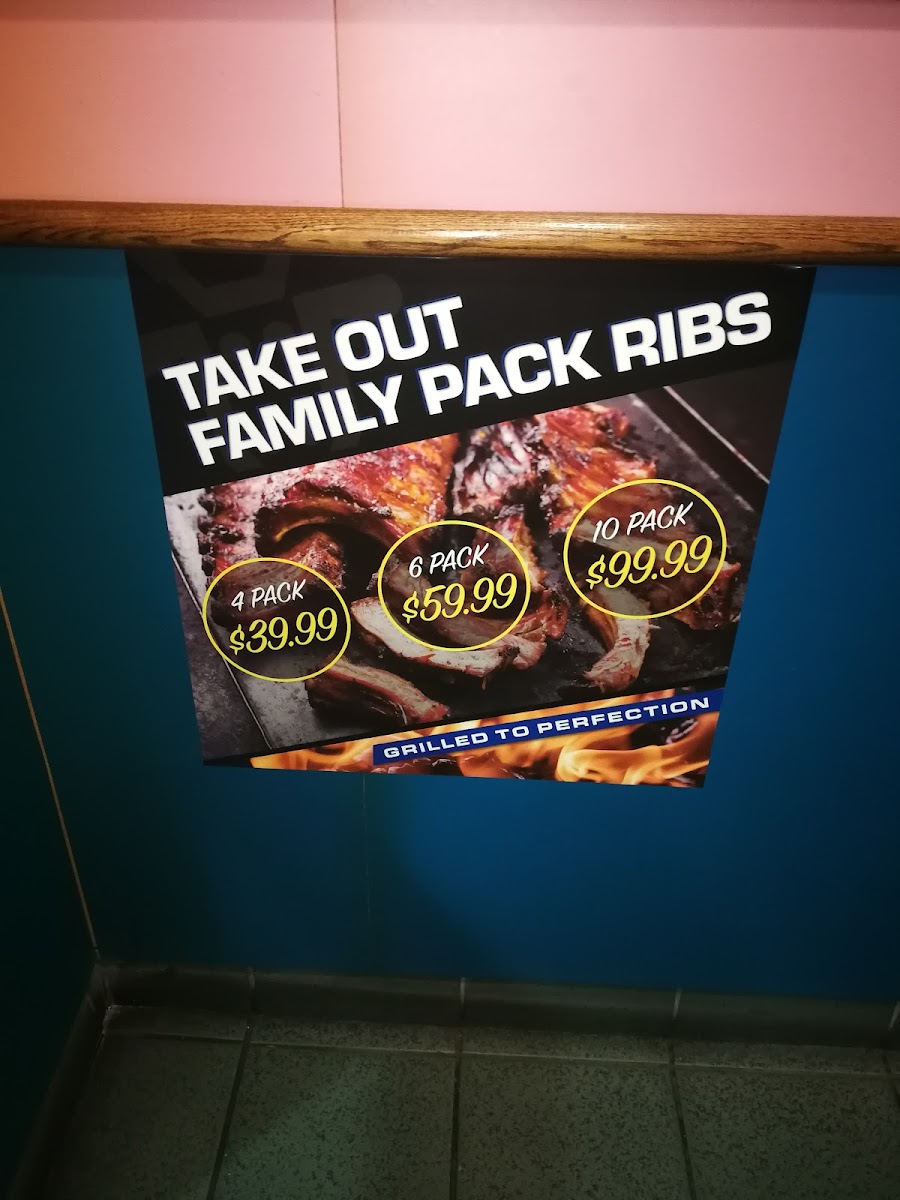 TAKE OUT
FAMILY PACK RIBS
4 PACK
$39.99
6 PACK
$59.99
10 PACK
$99.99
GRILLED TO PERFECTION